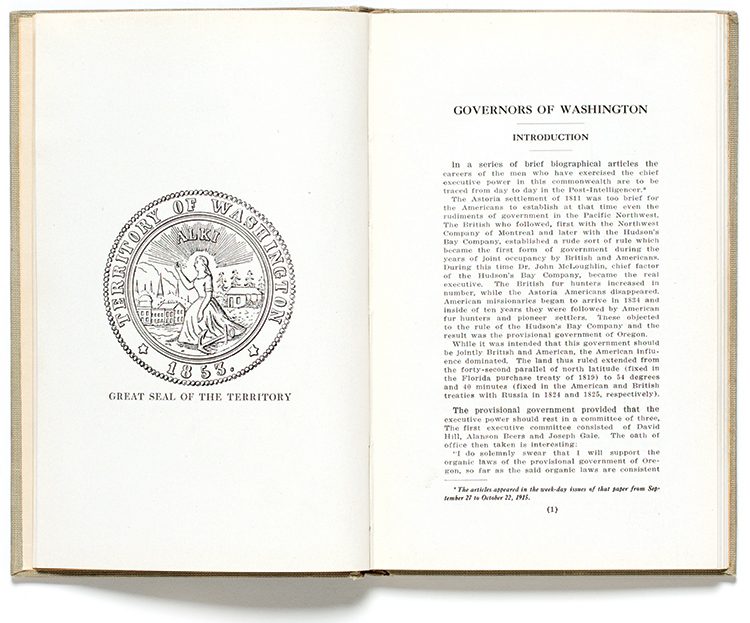 TERRITORY OF WASHINGTON
ALKI
1853.
GREAT SEAL OF THE TERRITORY
GOVERNORS OF WASHINGTON
INTRODUCTION
In a series of brief biographical articles the
careers of the men who have exercised the chief
executive power in this commonwealth are to be
traced from day to day in the Post-Intelligencer.*
The Astoria settlement of 1811 was too brief for
the Americans to establish at that time even the
rudiments of government in the Pacific Northwest.
The British who followed, first with the Northwest
Company of Montreal and later with the Hudson's
Bay Company, established a rude sort of rule which
became the first form of government during the
years of joint occupancy by British and Americans.
During this time Dr. John McLoughlin, chief factor
of the Hudson's Bay Company, became the real
executive. The British fur hunters increased in
number, while the Astoria Americans disappeared.
American missionaries began to arrive in 1834 and
inside of ten years they were followed by American
fur hunters and pioneer settlers. These objected
to the rule of the Hudson's Bay Company and the
result was the provisional government of Oregon.
While it was intended that this government should
be jointly British and American, the American influ-
ence dominated. The land thus ruled extended from
the forty-second parallel of north latitude (fixed in
the Florida purchase treaty of 1819) to 54 degrees
and 40 minutes (fixed in the American and British
treaties with Russia in 1824 and 1825, respectively).
The provisional government provided that the
executive power should rest in a committee of three.
The first executive committee consisted of David
Hill, Alanson Beers and Joseph Gale. The oath of
office then taken is interesting:
"I do solemnly swear that I will support the
organic laws of the provisional government of Ore-
gon, so far as the said organic laws are consistent
* The articles appeared in the week-day issues of that paper from Sep-
tember 27 to October 22, 1915.
(1)